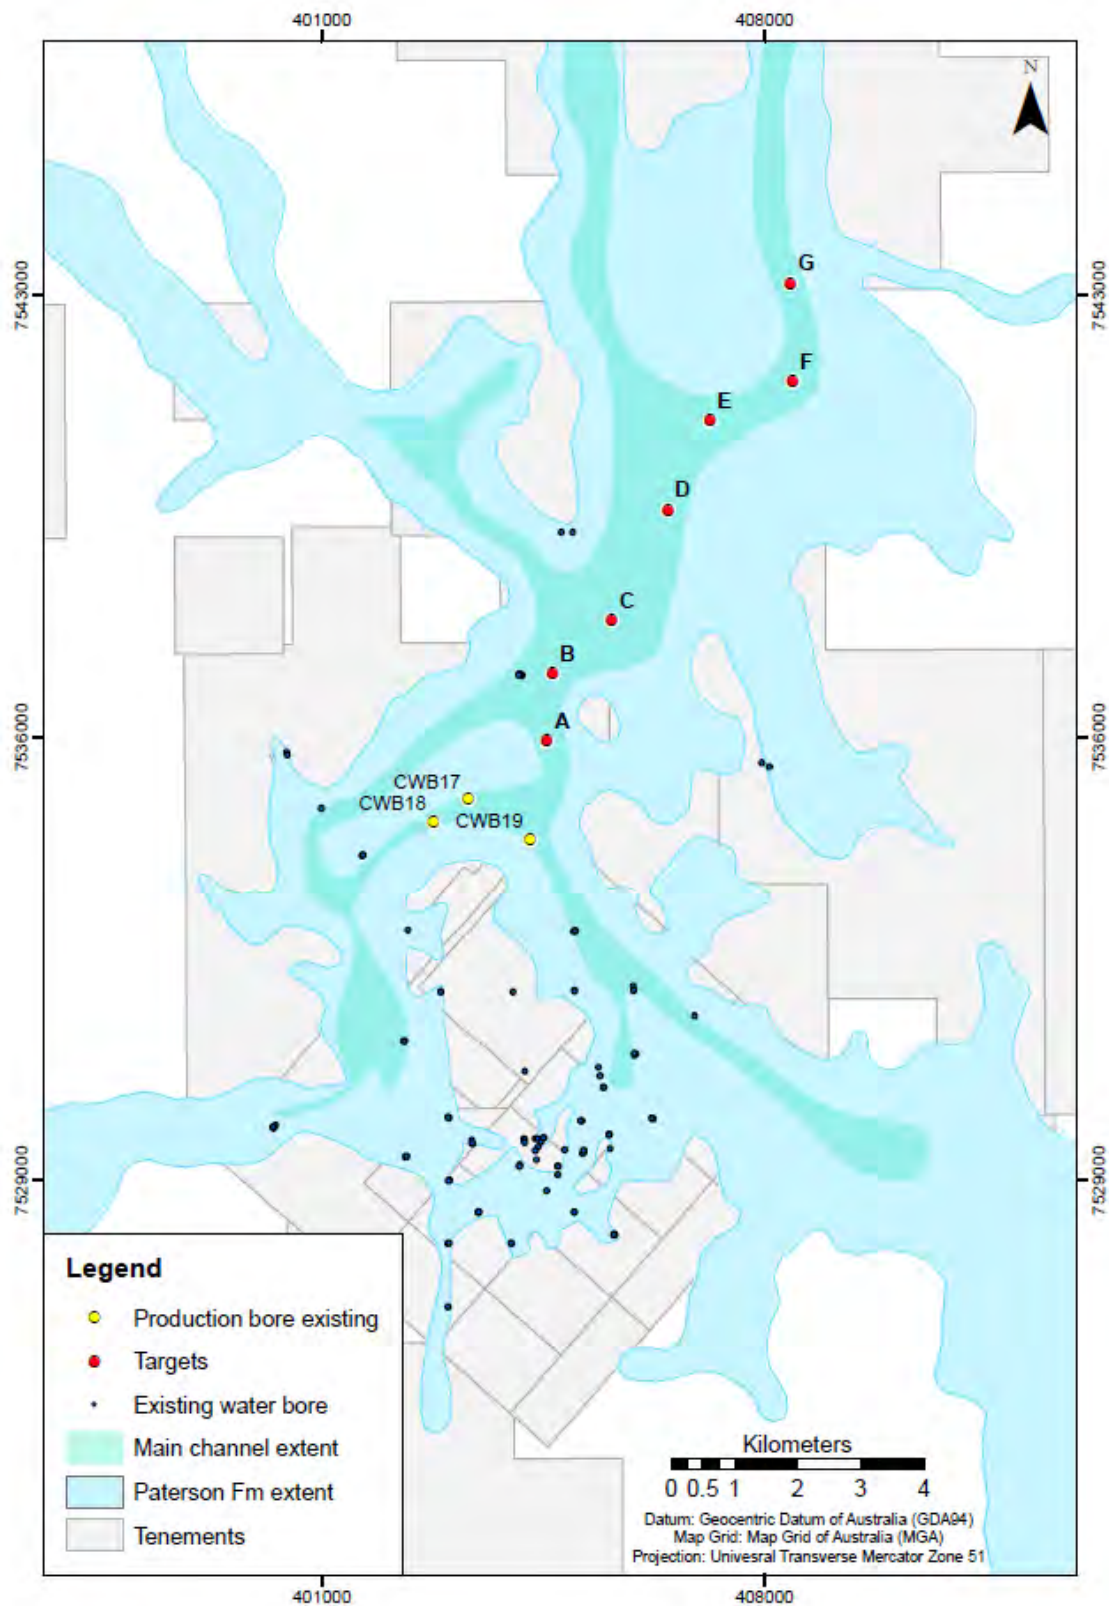 401000
408000
N
7543000
7543000
G
F
E
D
C
B
A
7536000
7536000
CWB17
CWB18
CWB19
7529000
7529000
Legend
Production bore existing
Targets
Existing water bore
Main channel extent
Paterson Fm extent
Tenements
Kilometers
0 0.5 1 2 3 4
Datum: Geocentric Datum of Australia (GDA94)
Map Grid: Map Grid of Australia (MGA)
Projection: Univesral Transverse Mercator Zone 51
401000
408000